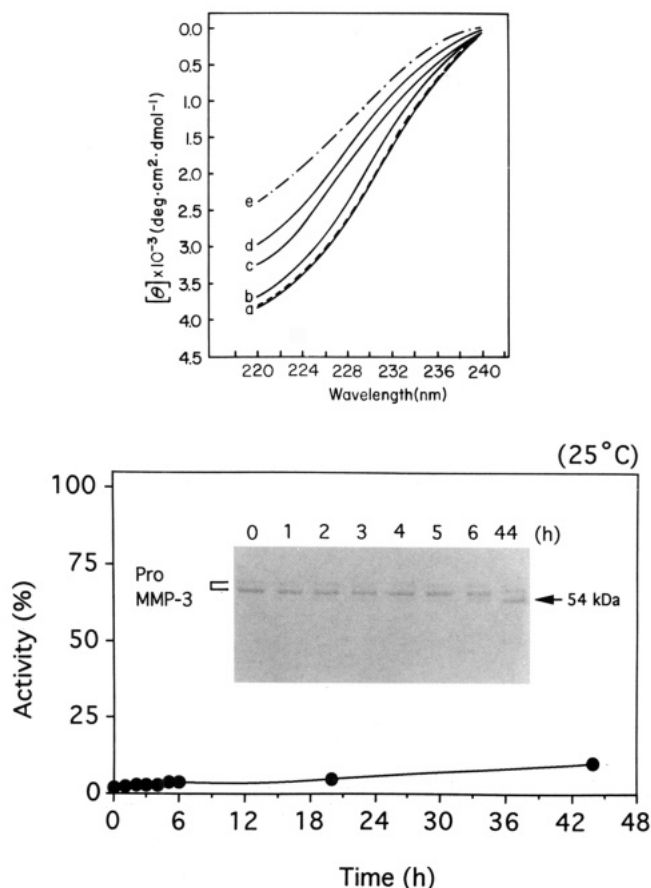 0.0
0.5
1.0
1.5
2.0
2.5
3.0
3.5
4.0
4.5
[θ]x10⁻³ (deg·cm²·dmol⁻¹)
e
d
c
b
a
220 224 228 232 236 240
Wavelength(nm)
(25°C)
100
75
50
25
0
Activity (%)
0 1 2 3 4 5 6 44 (h)
Pro
MMP-3
54 kDa
0 6 12 18 24 30 36 42 48
Time (h)